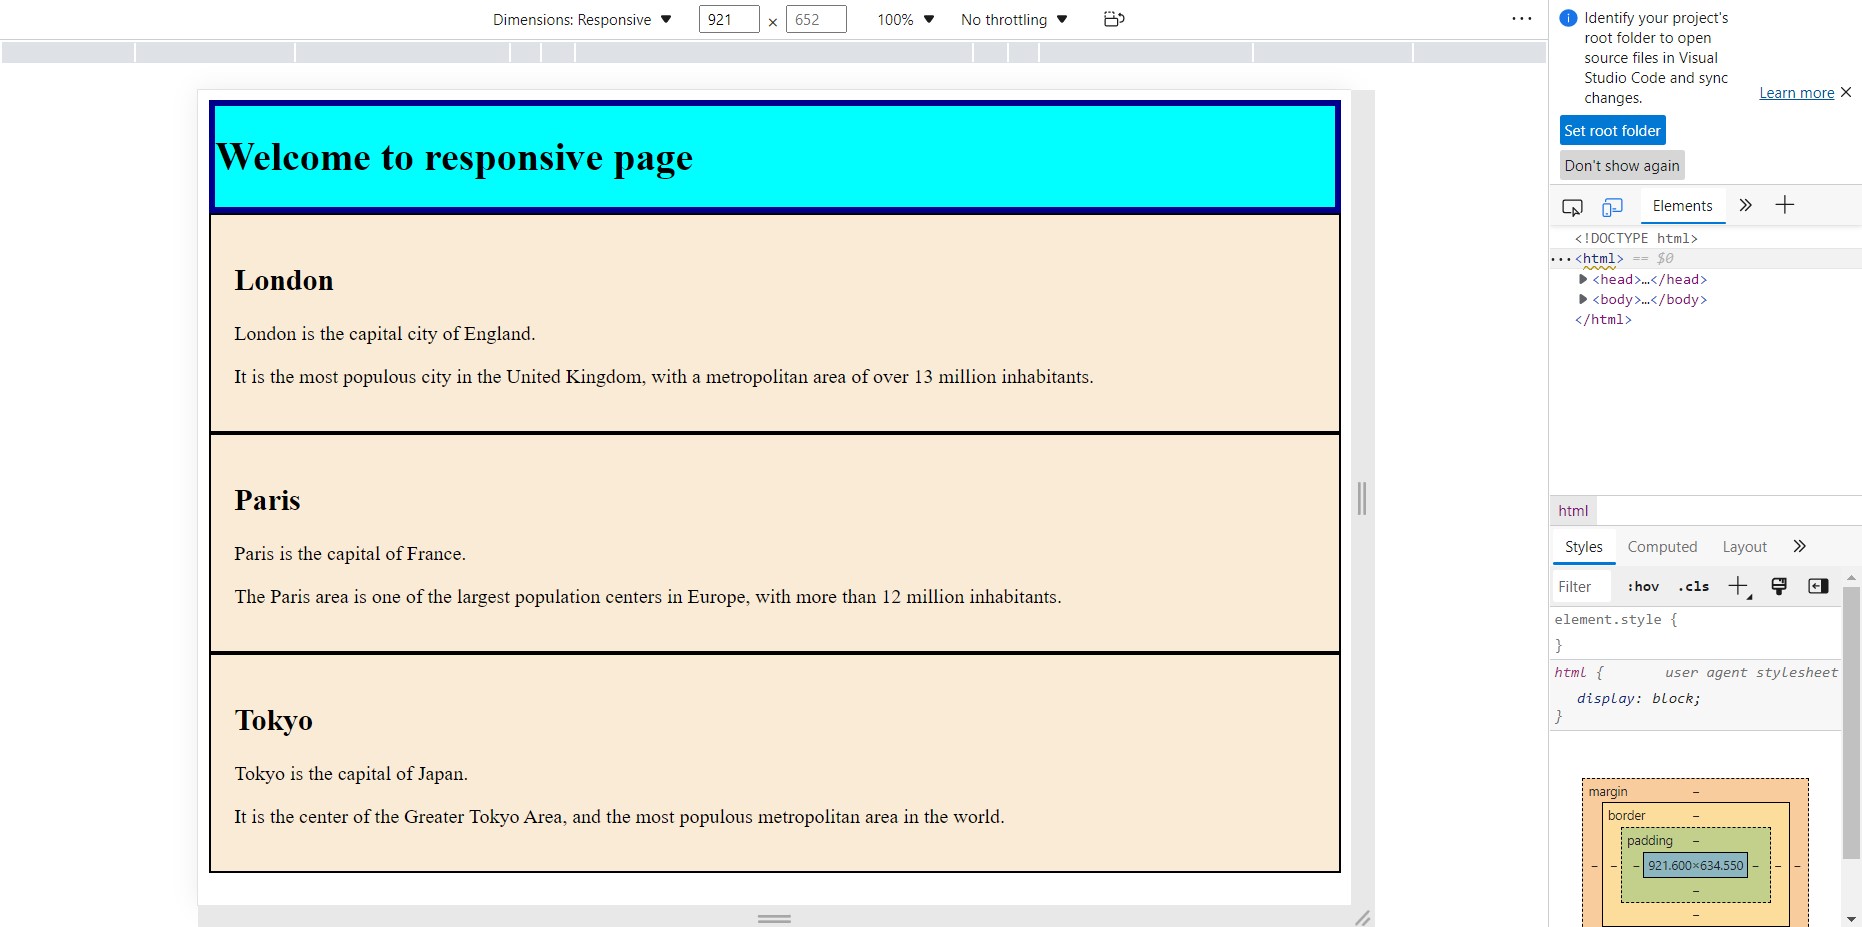 Dimensions: Responsive ▼ 921 × 652 100% ▼ No throttling ▼
Welcome to responsive page
London
London is the capital city of England.
It is the most populous city in the United Kingdom, with a metropolitan area of over 13 million inhabitants.
Paris
Paris is the capital of France.
The Paris area is one of the largest population centers in Europe, with more than 12 million inhabitants.
Tokyo
Tokyo is the capital of Japan.
It is the center of the Greater Tokyo Area, and the most populous metropolitan area in the world.
Identify your project's
root folder to open
source files in Visual
Studio Code and sync
changes.
Learn more
Set root folder
Don't show again
Elements
<!DOCTYPE html>
<html> == $0
<head>…</head>
<body>…</body>
</html>
html
Styles Computed Layout
Filter :hov .cls
element.style {
}
html { user agent stylesheet
display: block;
}
margin –
border –
padding –
– – – 921.600×634.550 – – –
–
–